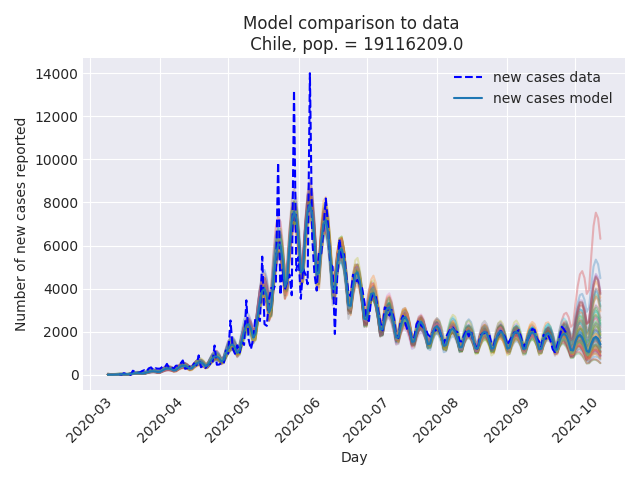 Model comparison to data
Chile, pop. = 19116209.0
new cases data
new cases model
Number of new cases reported
14000
12000
10000
8000
6000
4000
2000
0
2020-03
2020-04
2020-05
2020-06
2020-07
2020-08
2020-09
2020-10
Day